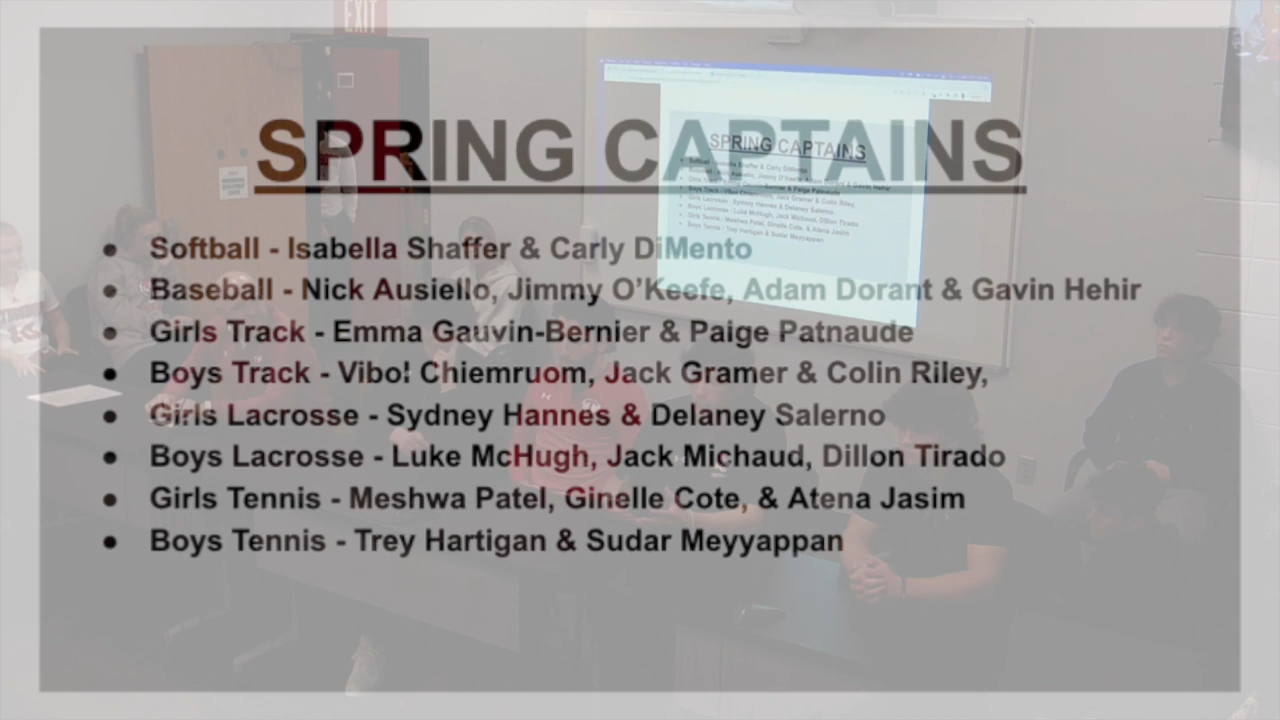 EXIT
SPRING CAPTAINS
SPRING CAPTAINS
• Softball - Isabella Shaffer & Carly DiMento
• Baseball - Nick Ausiello, Jimmy O'Keefe, Adam Dorant & Gavin Hehir
• Girls Track - Emma Gauvin-Bernier & Paige Patnaude
• Boys Track - Vibol Chiemruom, Jack Gramer & Colin Riley,
• Girls Lacrosse - Sydney Hannes & Delaney Salerno
• Boys Lacrosse - Luke McHugh, Jack Michaud, Dillon Tirado
• Girls Tennis - Meshwa Patel, Ginelle Cote, & Atena Jasim
• Boys Tennis - Trey Hartigan & Sudar Meyyappan